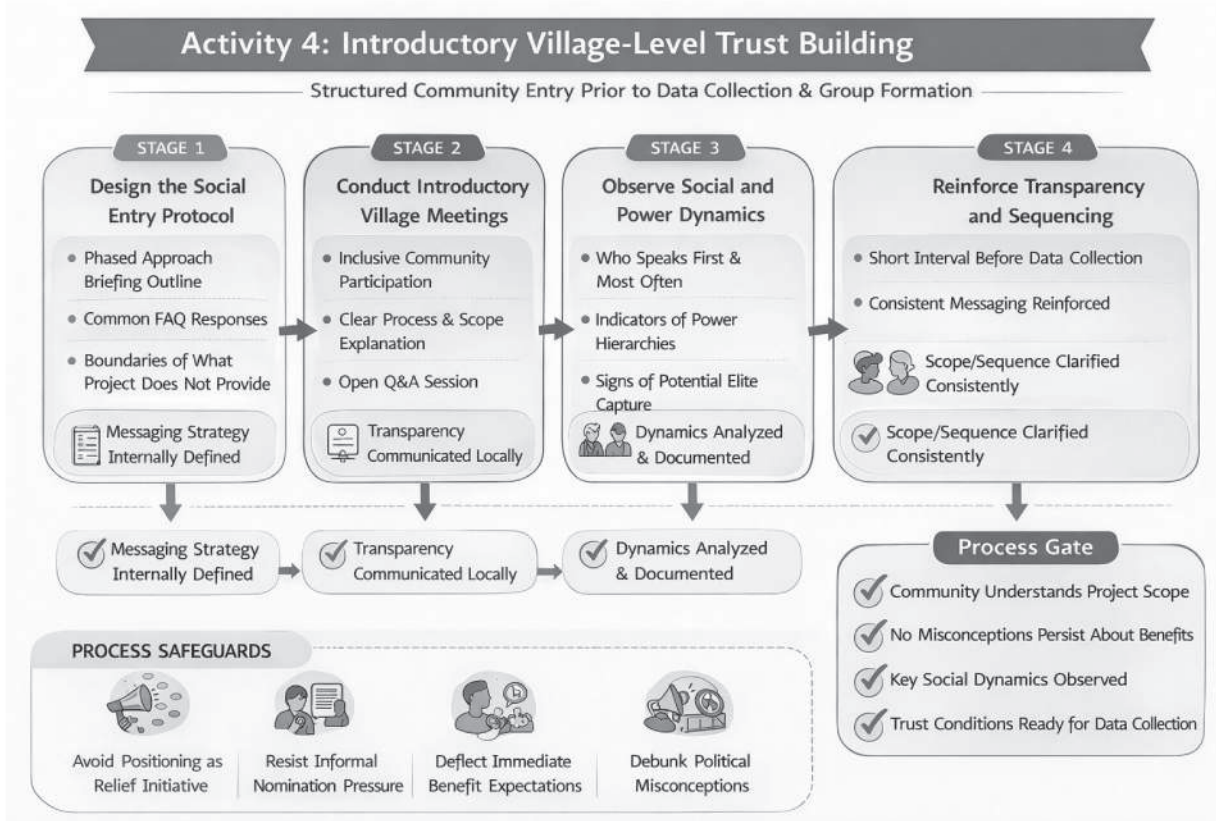 Activity 4: Introductory Village-Level Trust Building
Structured Community Entry Prior to Data Collection & Group Formation
STAGE 1
Design the Social
Entry Protocol
• Phased Approach
Briefing Outline
• Common FAQ Responses
• Boundaries of What
Project Does Not Provide
Messaging Strategy
Internally Defined
STAGE 2
Conduct Introductory
Village Meetings
• Inclusive Community
Participation
• Clear Process & Scope
Explanation
• Open Q&A Session
Transparency
Communicated Locally
STAGE 3
Observe Social and
Power Dynamics
• Who Speaks First &
Most Often
• Indicators of Power
Hierarchies
• Signs of Potential Elite
Capture
Dynamics Analyzed
& Documented
STAGE 4
Reinforce Transparency
and Sequencing
• Short Interval Before Data Collection
• Consistent Messaging Reinforced
Scope/Sequence Clarified
Consistently
Scope/Sequence Clarified
Consistently
Messaging Strategy
Internally Defined
Transparency
Communicated Locally
Dynamics Analyzed
& Documented
Process Gate
Community Understands Project Scope
No Misconceptions Persist About Benefits
Key Social Dynamics Observed
Trust Conditions Ready for Data Collection
PROCESS SAFEGUARDS
Avoid Positioning as
Relief Initiative
Resist Informal
Nomination Pressure
Deflect Immediate
Benefit Expectations
Debunk Political
Misconceptions